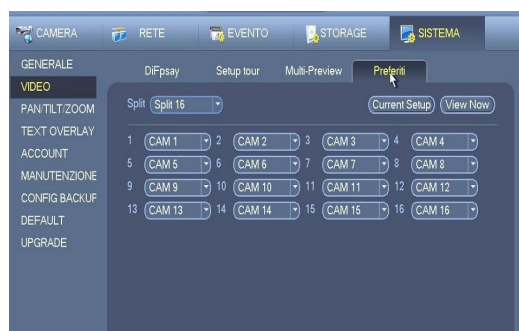 CAMERA RETE EVENTO STORAGE SISTEMA
GENERALE
VIDEO
PAN/TILT/ZOOM
TEXT OVERLAY
ACCOUNT
MANUTENZIONE
CONFIG BACKUF
DEFAULT
UPGRADE
DiFpsay Setup tour Multi-Preview Preferiti
Split Split 16 Current Setup View Now
1 CAM 1 2 CAM 2 3 CAM 3 4 CAM 4
5 CAM 5 6 CAM 6 7 CAM 7 8 CAM 8
9 CAM 9 10 CAM 10 11 CAM 11 12 CAM 12
13 CAM 13 14 CAM 14 15 CAM 15 16 CAM 16